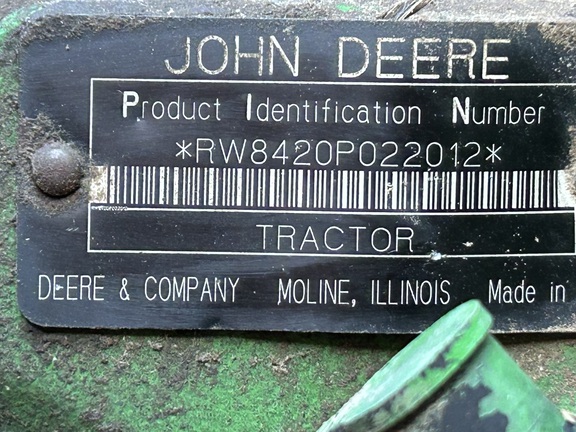 JOHN DEERE
Product Identification Number
*RW8420P022012*
TRACTOR
DEERE & COMPANY MOLINE, ILLINOIS Made in